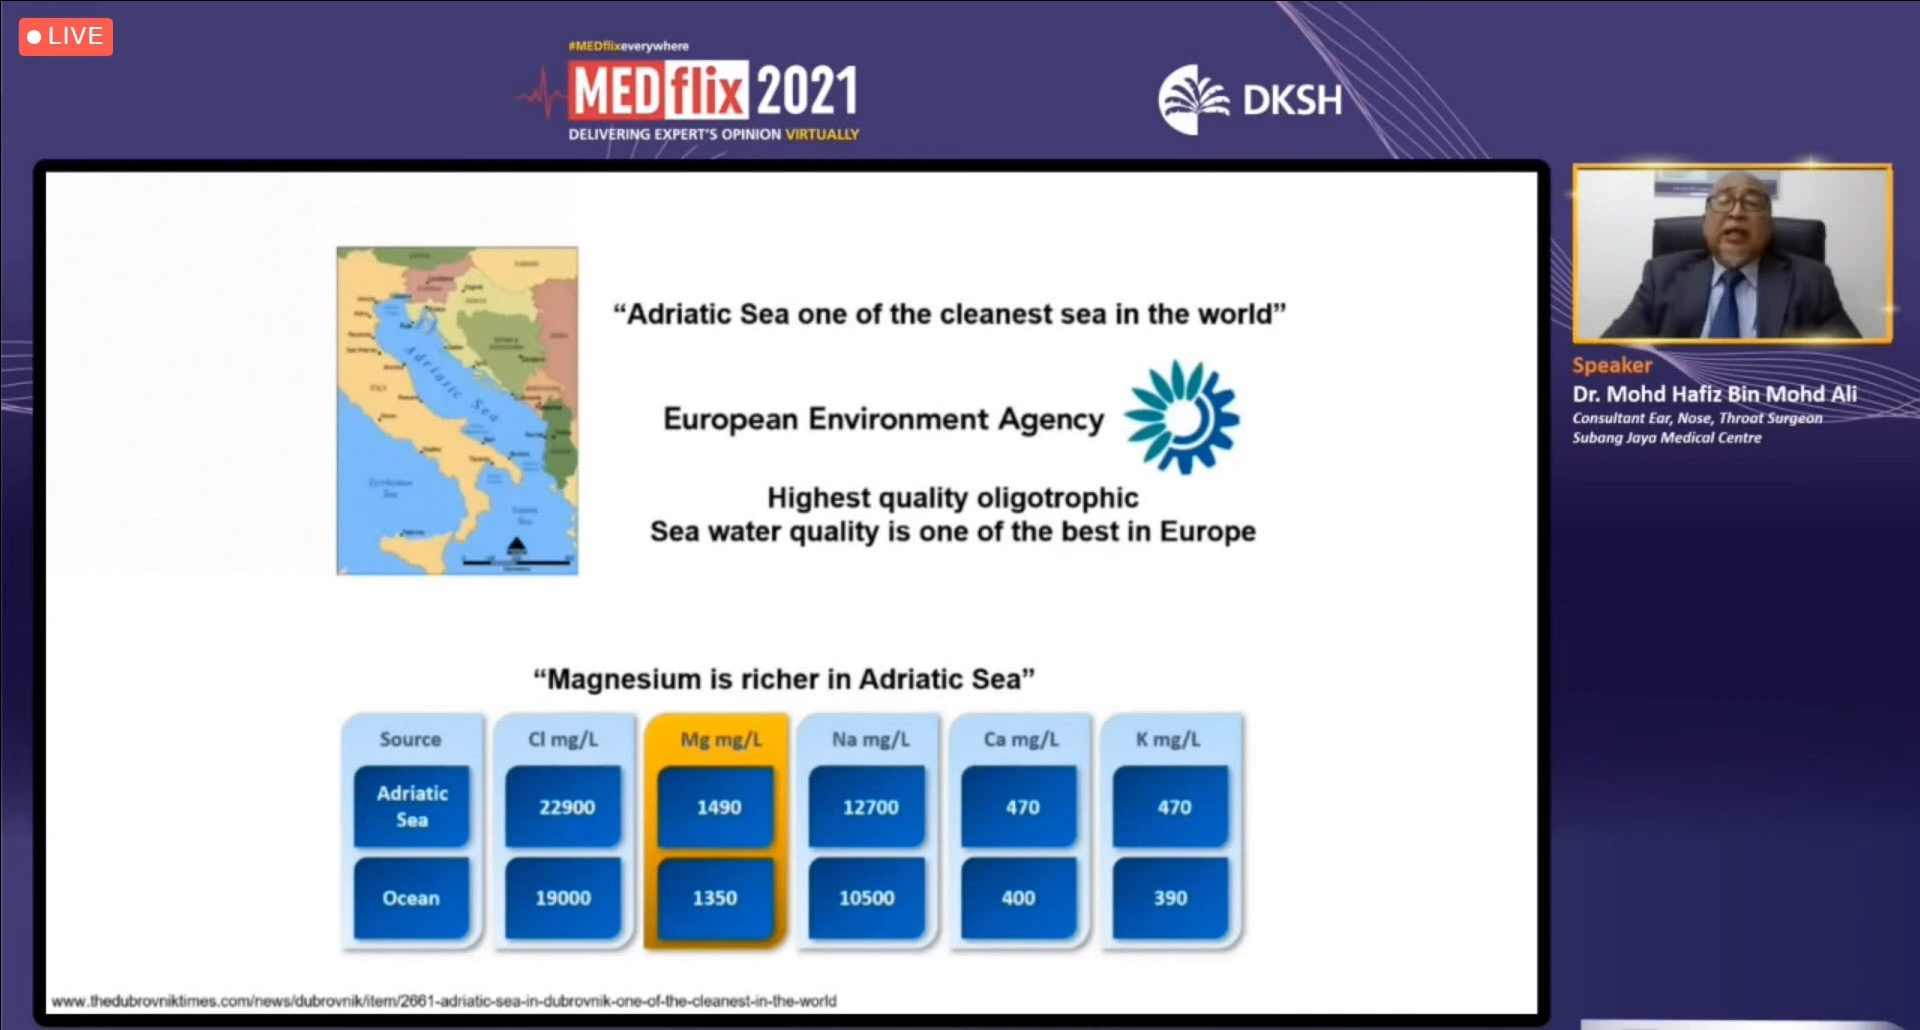 LIVE
#MEDflixeverywhere
MEDflix 2021
DELIVERING EXPERT'S OPINION VIRTUALLY
DKSH
“Adriatic Sea one of the cleanest sea in the world”
European Environment Agency
Highest quality oligotrophic
Sea water quality is one of the best in Europe
Adriatic Sea
Tyrrhenian
Sea
ITALY
“Magnesium is richer in Adriatic Sea”
Source Cl mg/L Mg mg/L Na mg/L Ca mg/L K mg/L
Adriatic
Sea 22900 1490 12700 470 470
Ocean 19000 1350 10500 400 390
www.thedubrovniktimes.com/news/dubrovnik/item/2661-adriatic-sea-in-dubrovnik-one-of-the-cleanest-in-the-world
Speaker
Dr. Mohd Hafiz Bin Mohd Ali
Consultant Ear, Nose, Throat Surgeon
Subang Jaya Medical Centre